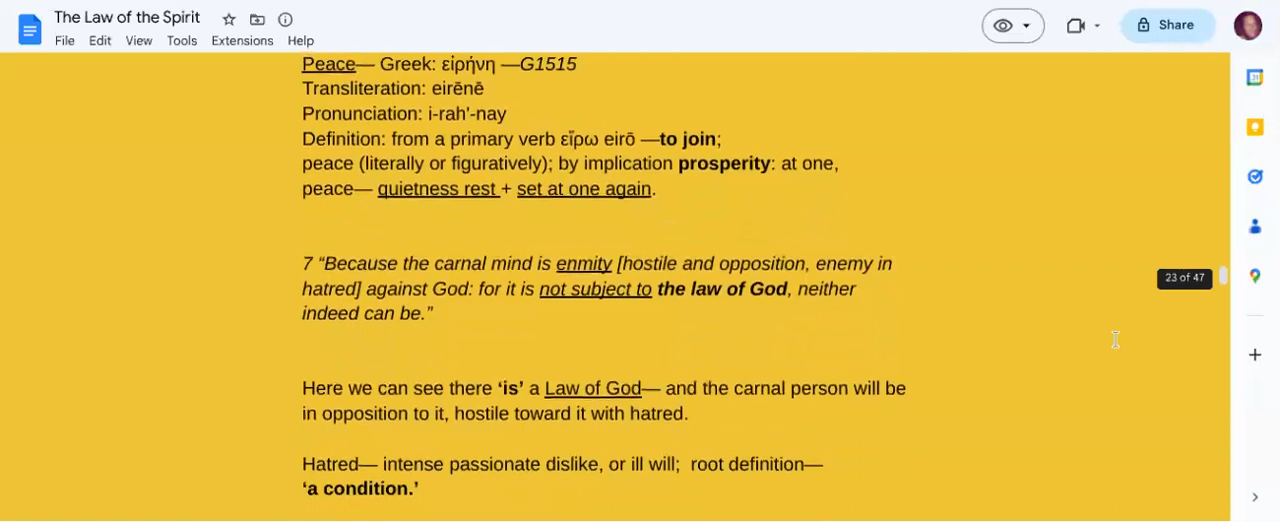 The Law of the Spirit
File Edit View Tools Extensions Help
Share
Peace— Greek: εἰρήνη —G1515
Transliteration: eirēnē
Pronunciation: i-rah'-nay
Definition: from a primary verb εἴρω eirō —to join;
peace (literally or figuratively); by implication prosperity: at one,
peace— quietness rest + set at one again.
7 “Because the carnal mind is enmity [hostile and opposition, enemy in
hatred] against God: for it is not subject to the law of God, neither
indeed can be.”
23 of 47
Here we can see there ‘is’ a Law of God— and the carnal person will be
in opposition to it, hostile toward it with hatred.
Hatred— intense passionate dislike, or ill will; root definition—
‘a condition.’